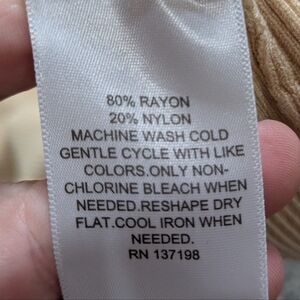 80% RAYON
20% NYLON
MACHINE WASH COLD
GENTLE CYCLE WITH LIKE
COLORS.ONLY NON-
CHLORINE BLEACH WHEN
NEEDED.RESHAPE DRY
FLAT.COOL IRON WHEN
NEEDED.
RN 137198